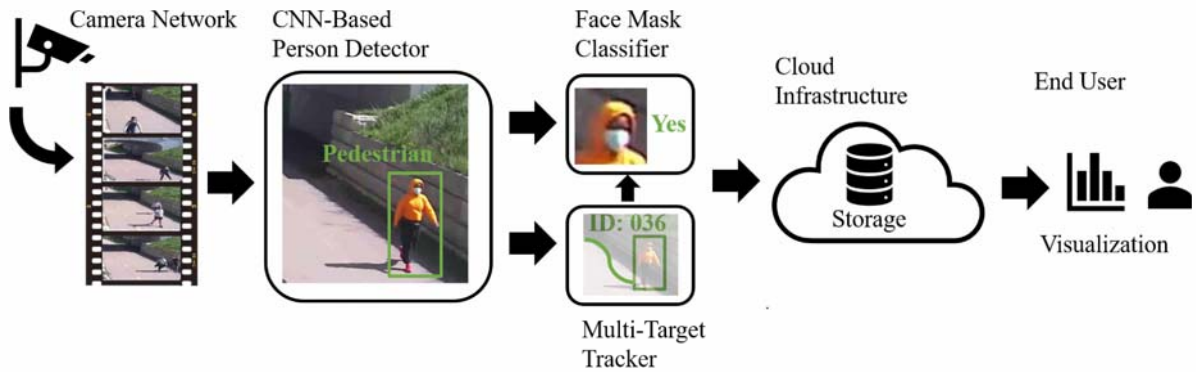 Camera Network
CNN-Based
Person Detector
Pedestrian
Face Mask
Classifier
Yes
ID: 036
Multi-Target
Tracker
Cloud
Infrastructure
Storage
End User
Visualization